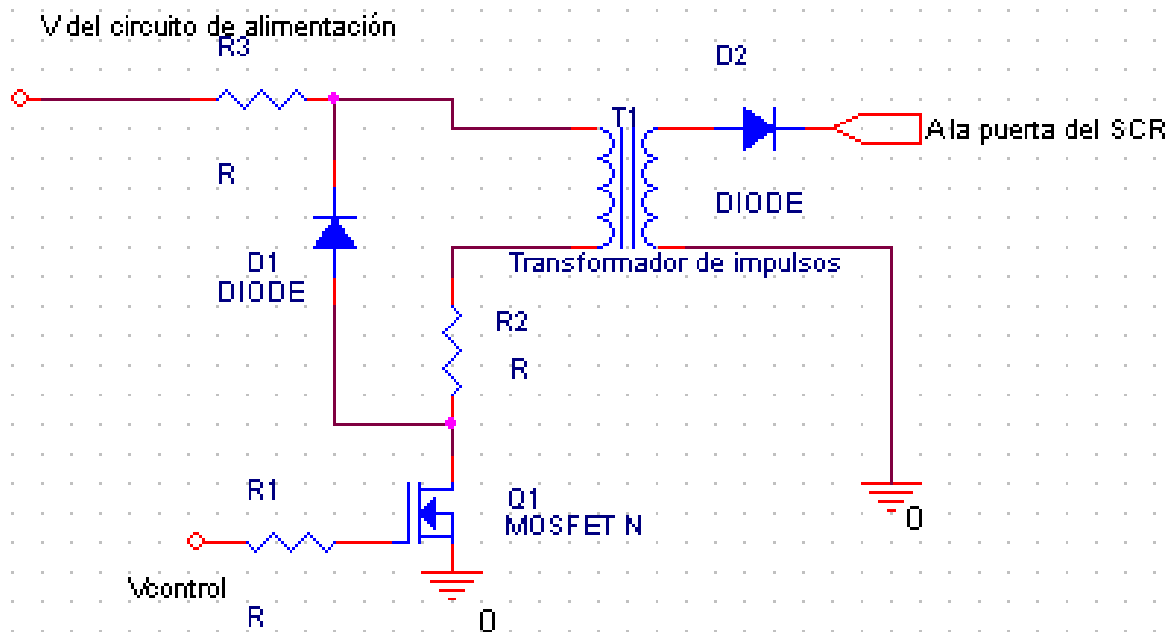 V del circuito de alimentación
R3
D2
T1
A la puerta del SCR
R
DIODE
D1
DIODE
Transformador de impulsos
R2
R
R1
Q1
MOSFET N
0
Vcontrol
R
0